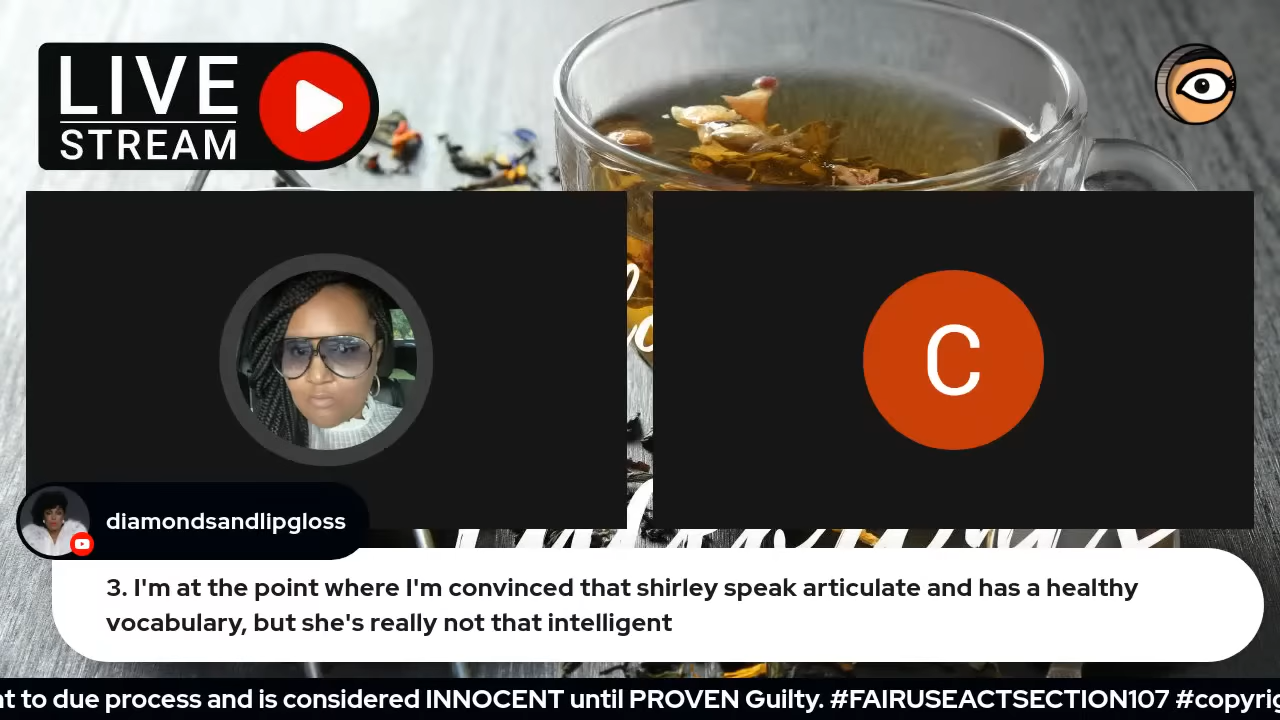 LIVE
STREAM
C
diamondsandlipgloss
3. I'm at the point where I'm convinced that shirley speak articulate and has a healthy
vocabulary, but she's really not that intelligent
to due process and is considered INNOCENT until PROVEN Guilty. #FAIRUSEACTSECTION107